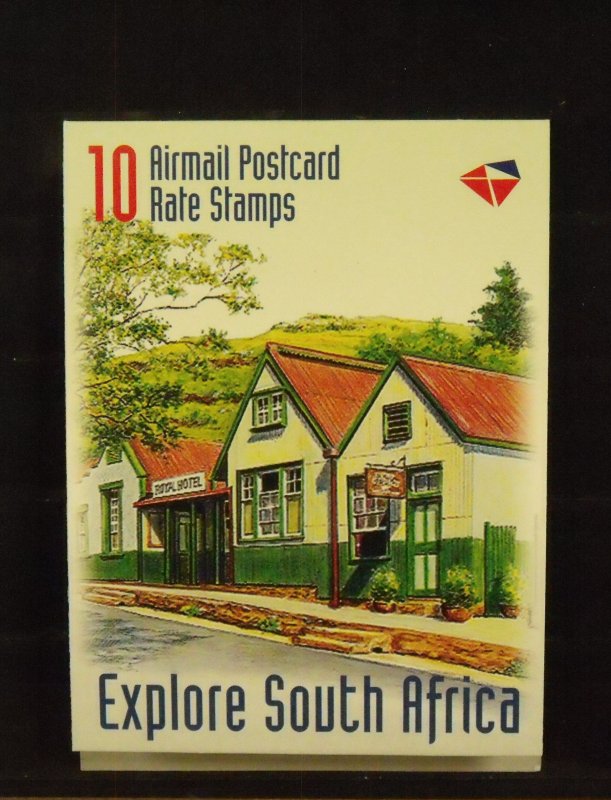 10 Airmail Postcard
Rate Stamps
ROYAL HOTEL
Explore South Africa